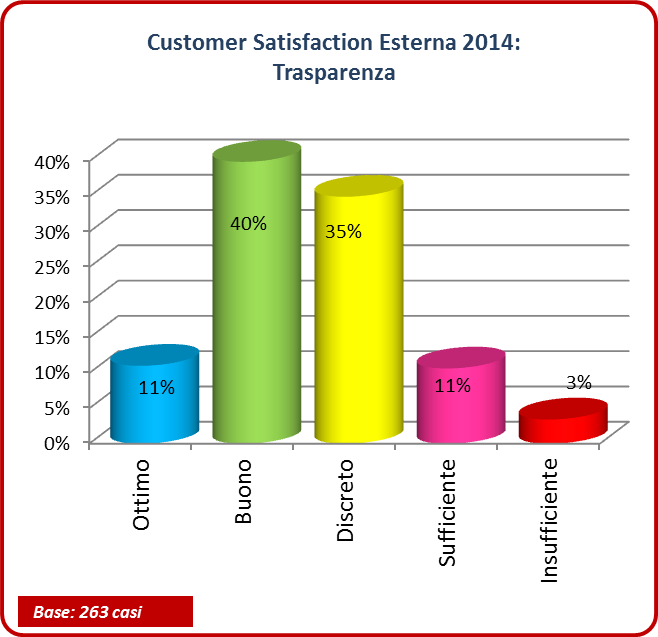 Customer Satisfaction Esterna 2014:
Trasparenza
40%
35%
30%
25%
20%
15%
10%
5%
0%
11%
40%
35%
11%
3%
Ottimo
Buono
Discreto
Sufficiente
Insufficiente
Base: 263 casi